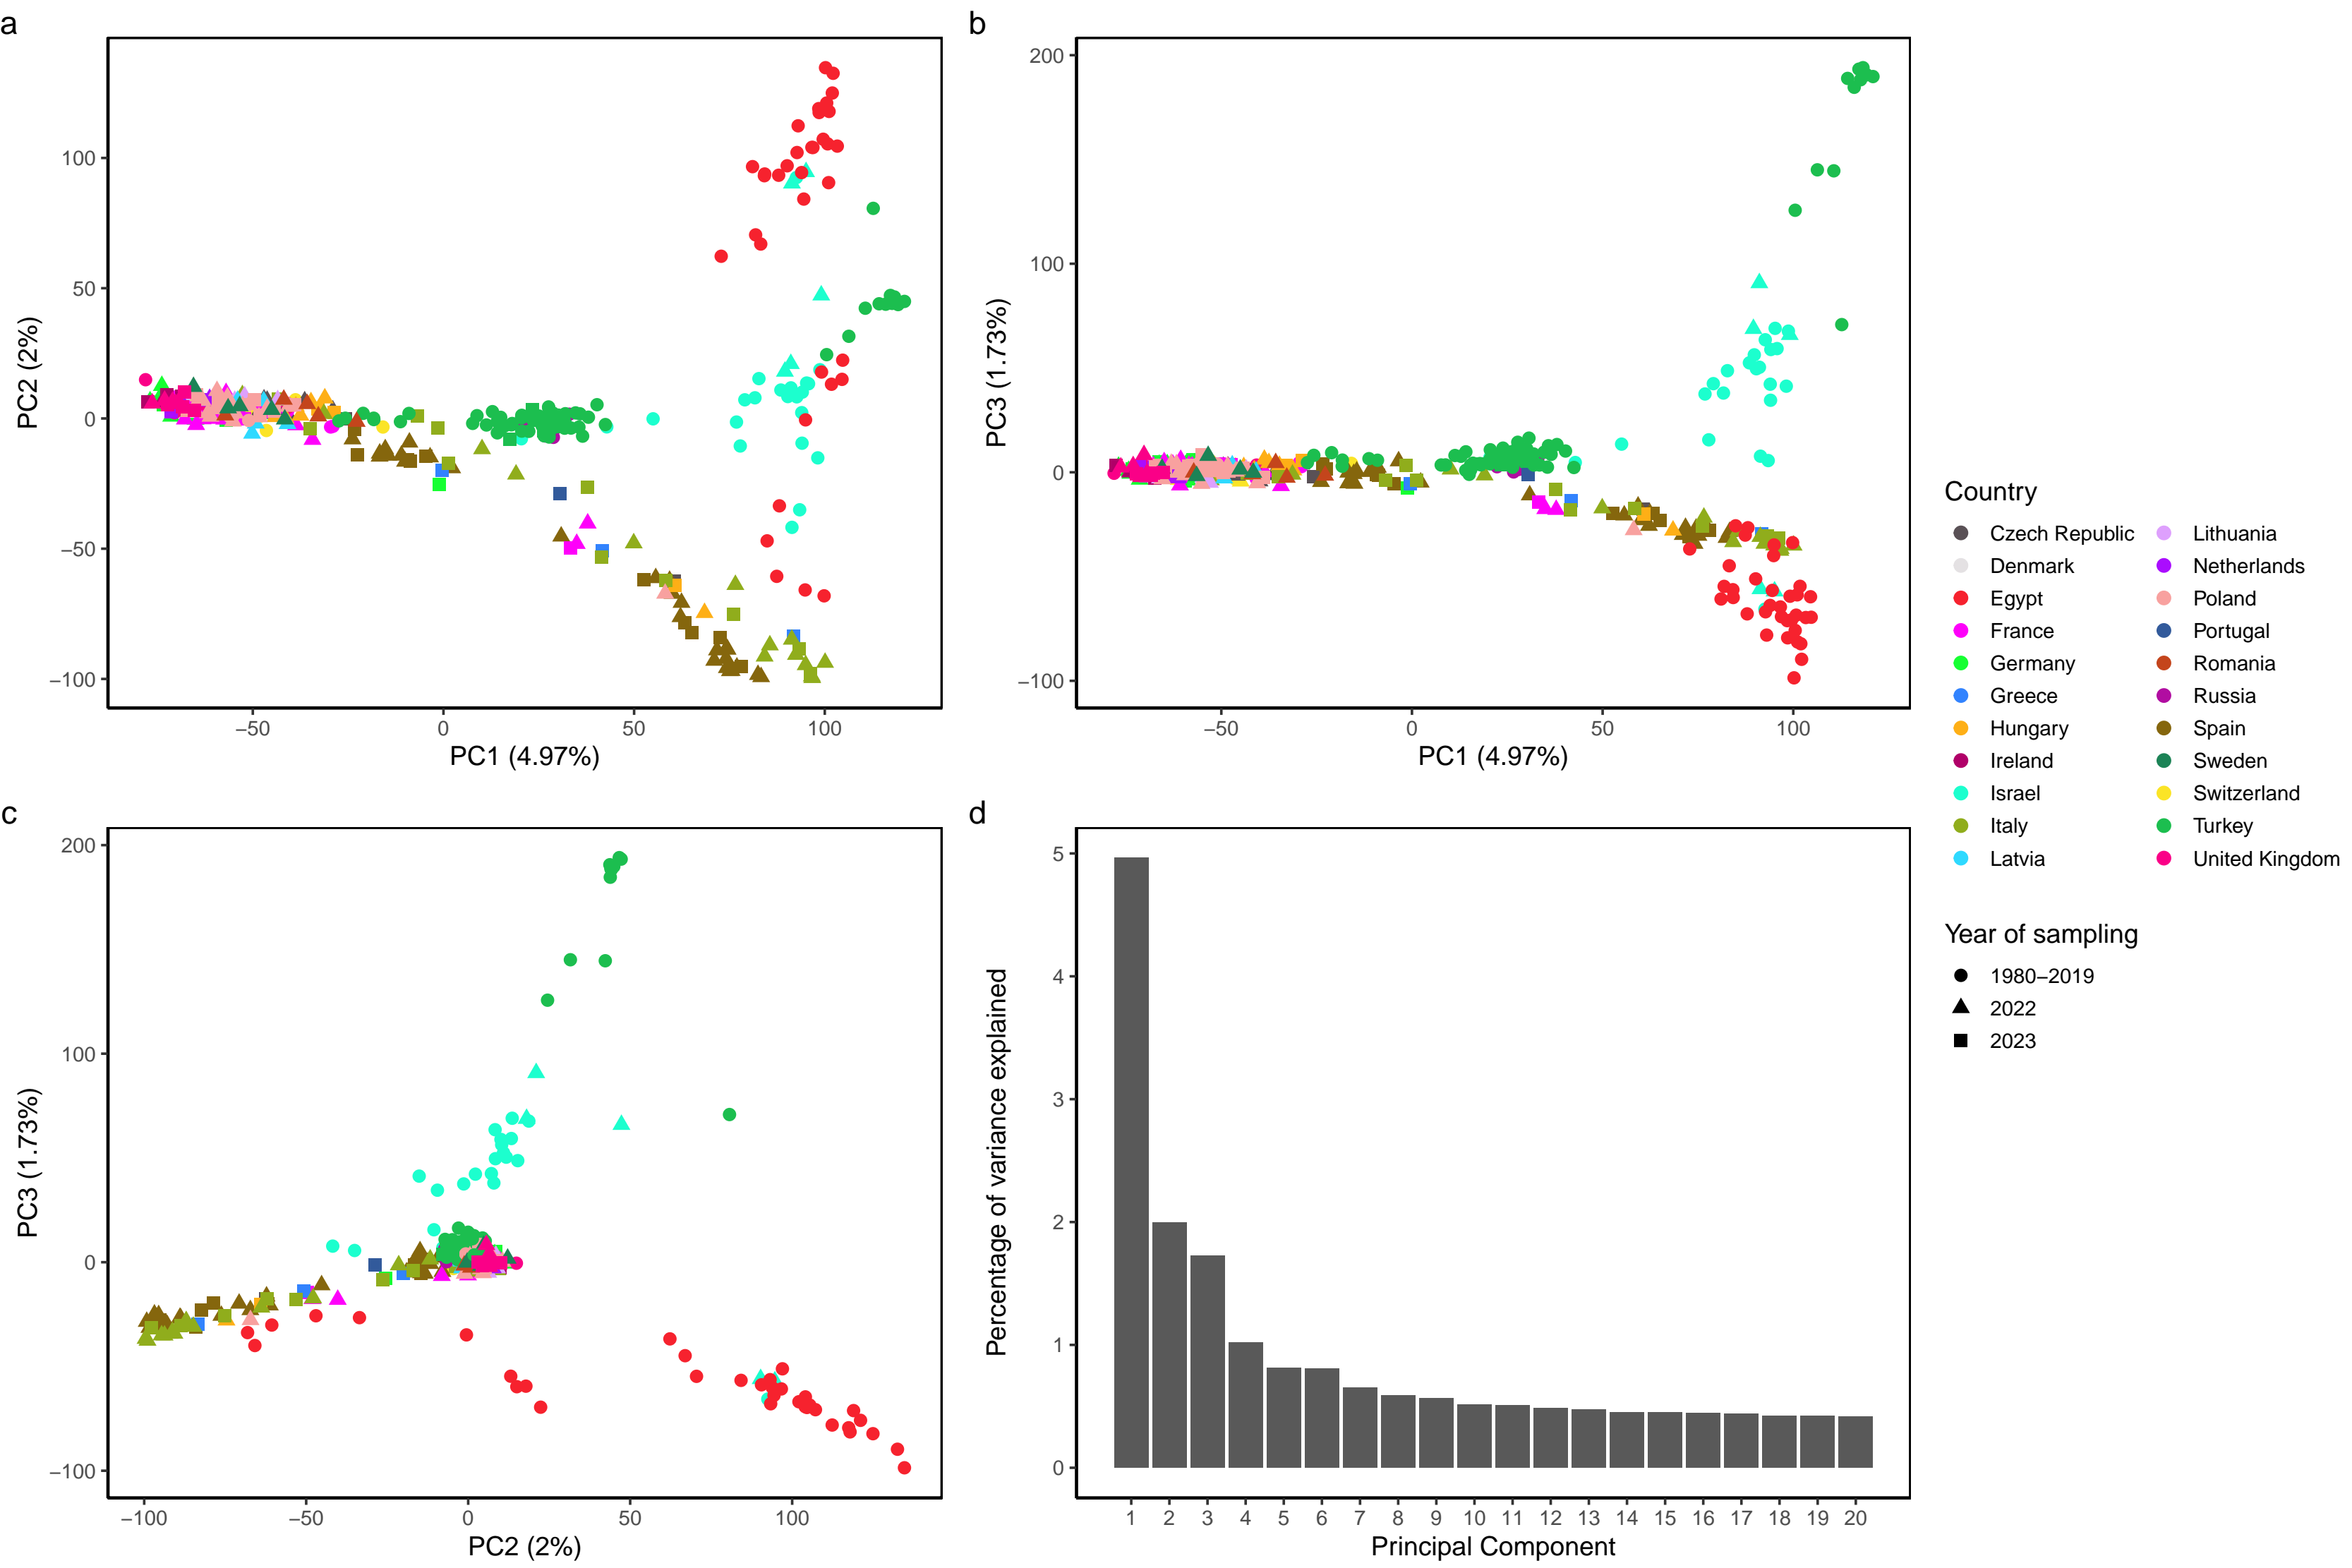 a
100
50
0
−50
−100
PC2 (2%)
−50
0
50
100
PC1 (4.97%)
b
200
100
0
−100
PC3 (1.73%)
−50
0
50
100
PC1 (4.97%)
c
200
100
0
−100
PC3 (1.73%)
−100
−50
0
50
100
PC2 (2%)
d
5
4
3
2
1
0
Percentage of variance explained
1 2 3 4 5 6 7 8 9 10 11 12 13 14 15 16 17 18 19 20
Principal Component
Country
Czech Republic
Denmark
Egypt
France
Germany
Greece
Hungary
Ireland
Israel
Italy
Latvia
Lithuania
Netherlands
Poland
Portugal
Romania
Russia
Spain
Sweden
Switzerland
Turkey
United Kingdom
Year of sampling
1980−2019
2022
2023